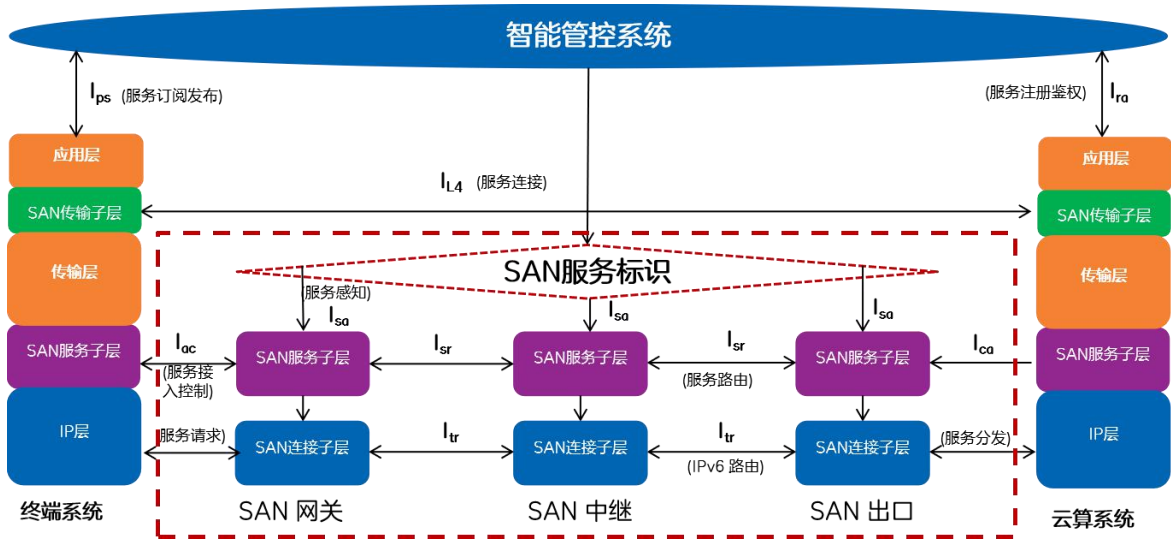 智能管控系统
Ips (服务订阅发布)
(服务注册鉴权) Ira
应用层
应用层
IL4 (服务连接)
SAN传输子层
SAN传输子层
传输层
SAN服务标识
传输层
(服务感知)
Isa
Isa
Isa
SAN服务子层
Iac
SAN服务子层
Isr
SAN服务子层
Isr
SAN服务子层
Ica
SAN服务子层
(服务接
入控制)
(服务路由)
IP层
服务请求)
SAN连接子层
Itr
SAN连接子层
Itr
SAN连接子层
(服务分发)
IP层
(IPv6 路由)
终端系统
SAN 网关
SAN 中继
SAN 出口
云算系统